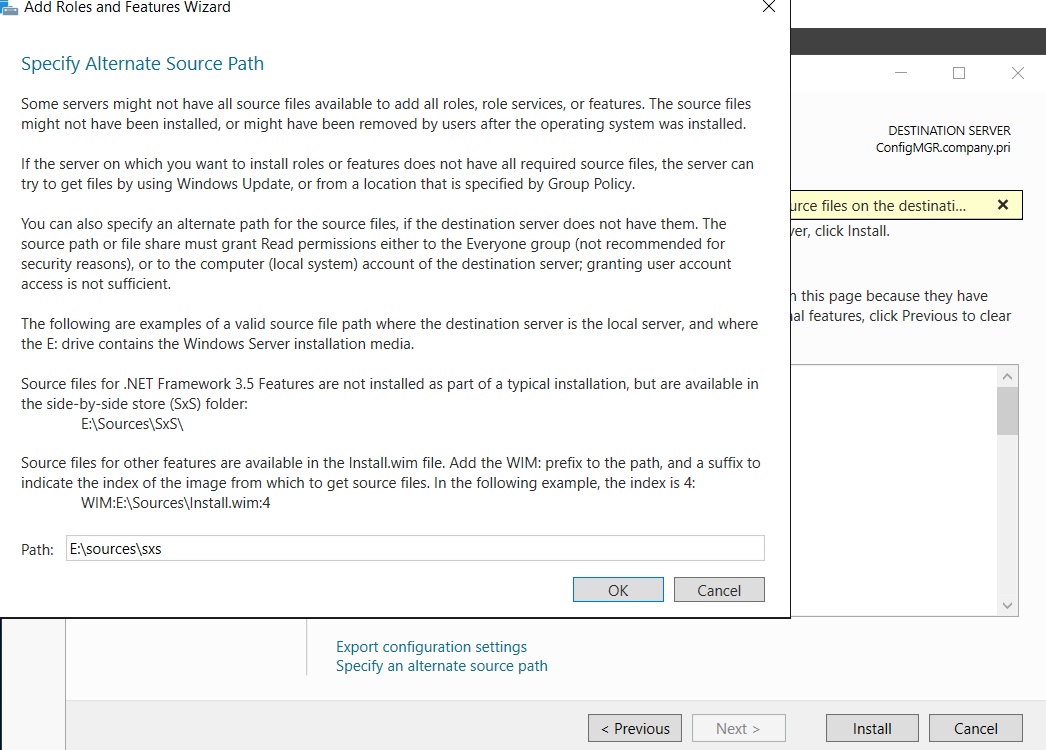 Add Roles and Features Wizard
Specify Alternate Source Path
Some servers might not have all source files available to add all roles, role services, or features. The source files
might not have been installed, or might have been removed by users after the operating system was installed.
If the server on which you want to install roles or features does not have all required source files, the server can
try to get files by using Windows Update, or from a location that is specified by Group Policy.
You can also specify an alternate path for the source files, if the destination server does not have them. The
source path or file share must grant Read permissions either to the Everyone group (not recommended for
security reasons), or to the computer (local system) account of the destination server; granting user account
access is not sufficient.
The following are examples of a valid source file path where the destination server is the local server, and where
the E: drive contains the Windows Server installation media.
Source files for .NET Framework 3.5 Features are not installed as part of a typical installation, but are available in
the side-by-side store (SxS) folder:
E:\Sources\SxS\
Source files for other features are available in the Install.wim file. Add the WIM: prefix to the path, and a suffix to
indicate the index of the image from which to get source files. In the following example, the index is 4:
WIM:E:\Sources\Install.wim:4
Path: E:\sources\sxs
OK Cancel
DESTINATION SERVER
ConfigMGR.company.pri
urce files on the destinati...
ver, click Install.
this page because they have
al features, click Previous to clear
Export configuration settings
Specify an alternate source path
< Previous Next > Install Cancel